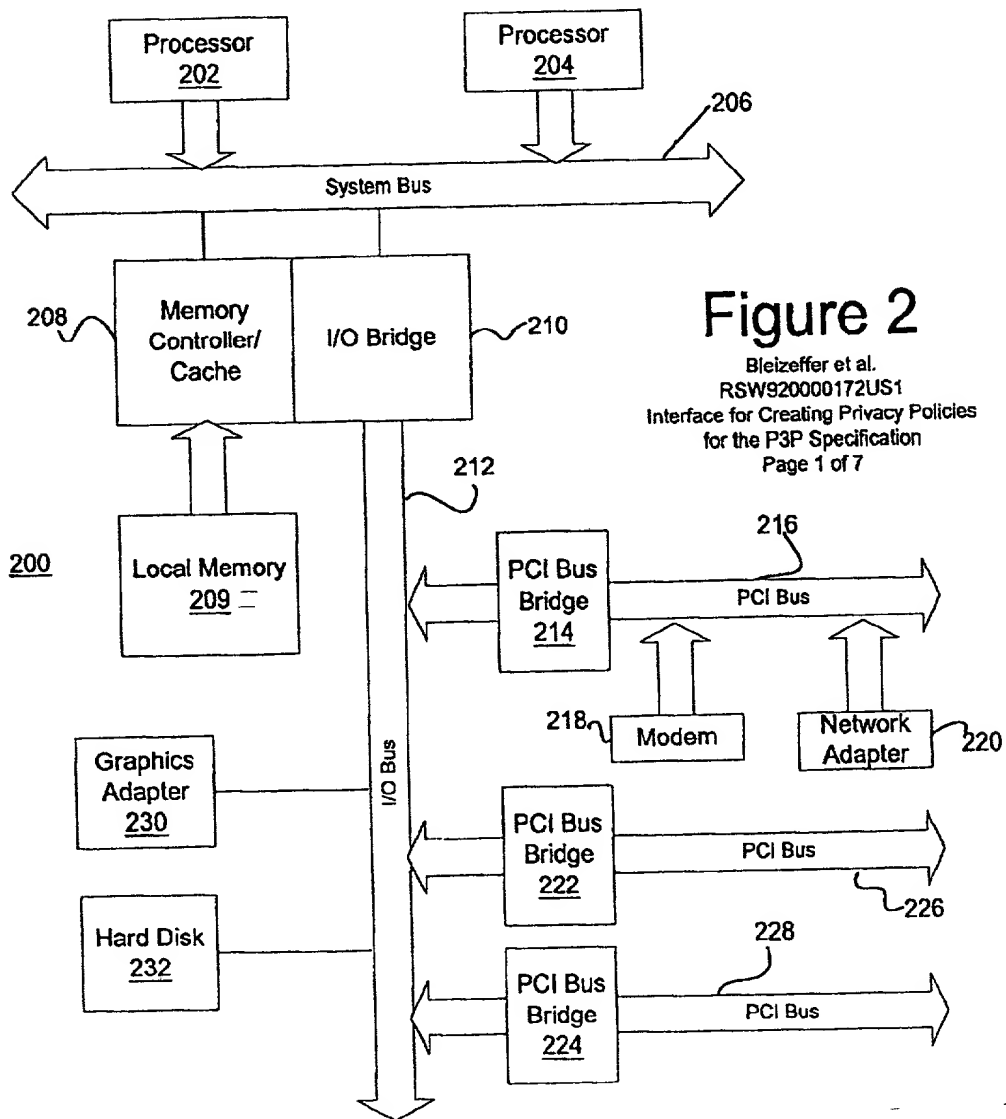 Processor
202
Processor
204
206
System Bus
208
Memory
Controller/
Cache
I/O Bridge
210
Figure 2
Bleizeffer et al.
RSW920000172US1
Interface for Creating Privacy Policies
for the P3P Specification
Page 1 of 7
212
200
Local Memory
209
PCI Bus
Bridge
214
216
PCI Bus
218
Modem
Network
Adapter
220
I/O Bus
Graphics
Adapter
230
PCI Bus
Bridge
222
PCI Bus
226
Hard Disk
232
PCI Bus
Bridge
224
228
PCI Bus